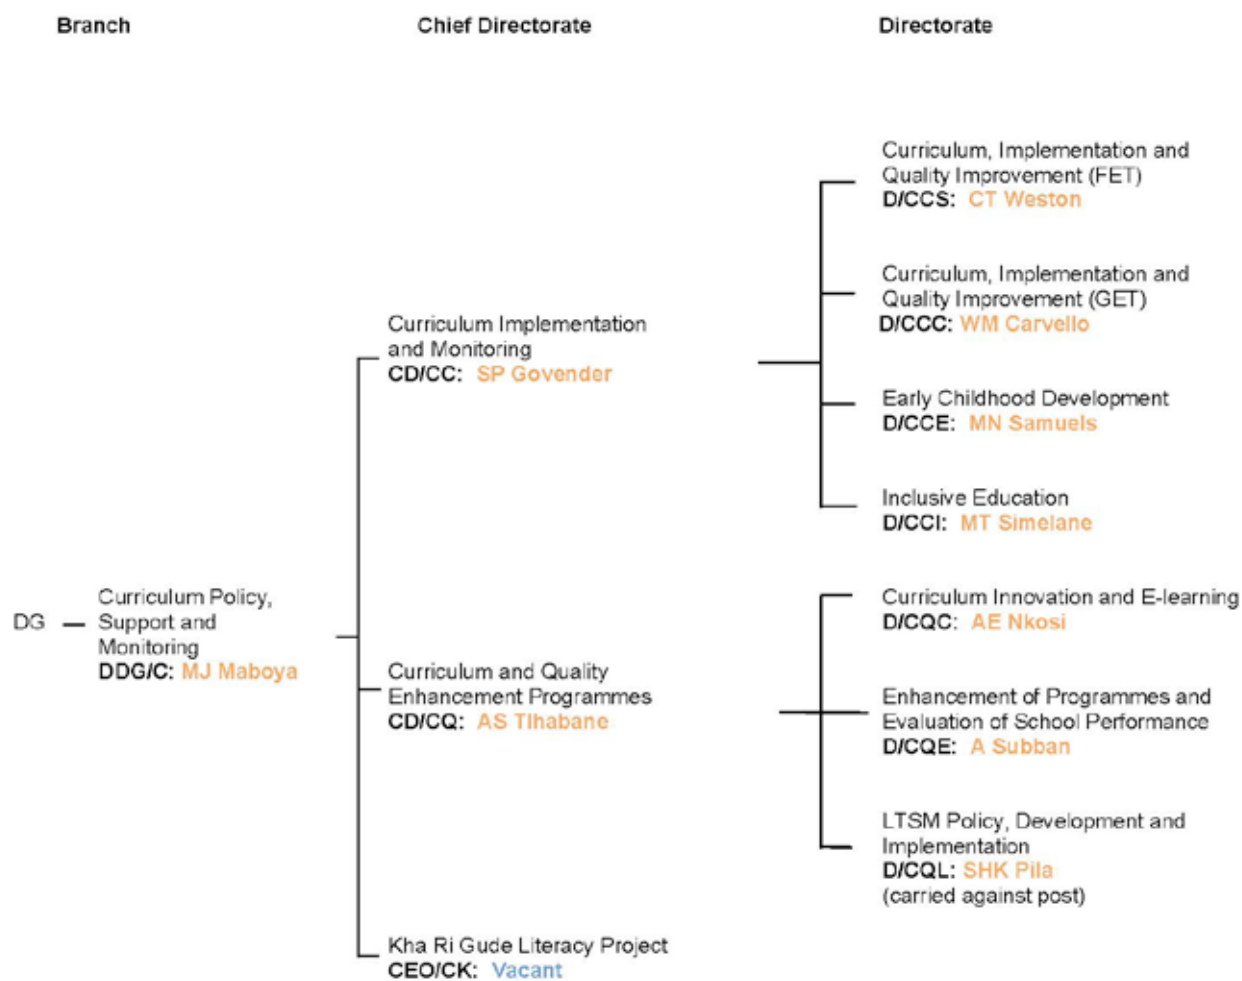 Branch
Chief Directorate
Directorate
DG
Curriculum Policy,
Support and
Monitoring
DDG/C: MJ Maboya
Curriculum Implementation
and Monitoring
CD/CC: SP Govender
Curriculum and Quality
Enhancement Programmes
CD/CQ: AS Tlhabane
Kha Ri Gude Literacy Project
CEO/CK: Vacant
Curriculum, Implementation and
Quality Improvement (FET)
D/CCS: CT Weston
Curriculum, Implementation and
Quality Improvement (GET)
D/CCC: WM Carvello
Early Childhood Development
D/CCE: MN Samuels
Inclusive Education
D/CCI: MT Simelane
Curriculum Innovation and E-learning
D/CQC: AE Nkosi
Enhancement of Programmes and
Evaluation of School Performance
D/CQE: A Subban
LTSM Policy, Development and
Implementation
D/CQL: SHK Pila
(carried against post)